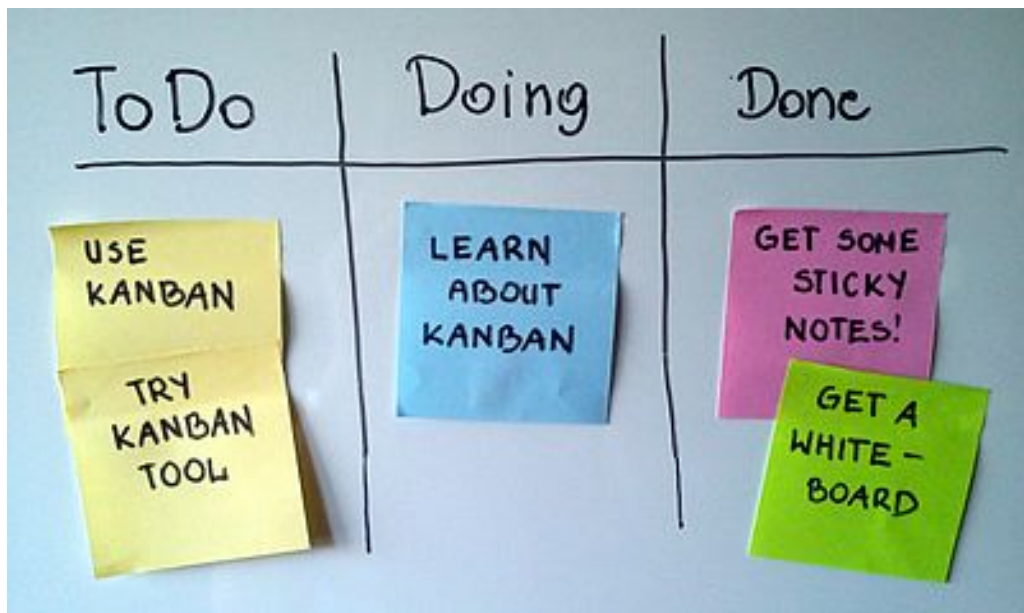 To Do
Doing
Done
USE
KANBAN
TRY
KANBAN
TOOL
LEARN
ABOUT
KANBAN
GET SOME
STICKY
NOTES!
GET A
WHITE-
BOARD